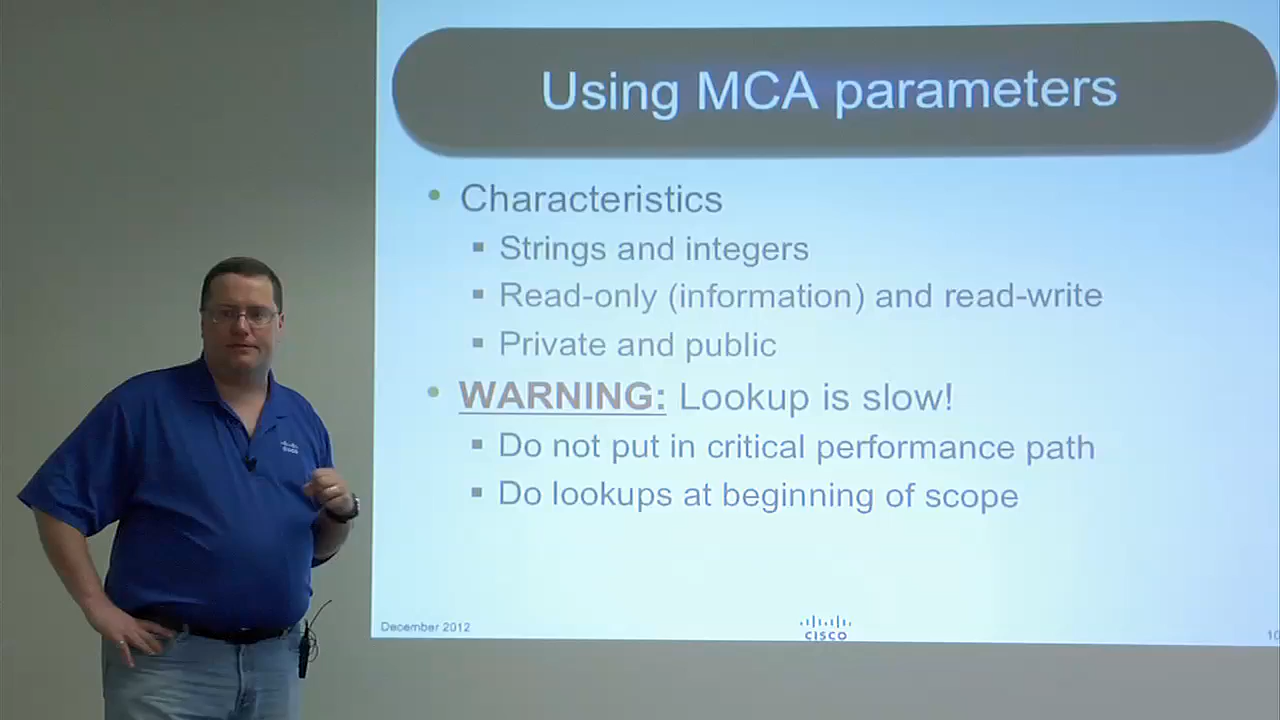 Using MCA parameters
Characteristics
Strings and integers
Read-only (information) and read-write
Private and public
WARNING: Lookup is slow!
Do not put in critical performance path
Do lookups at beginning of scope
December 2012
CISCO
10